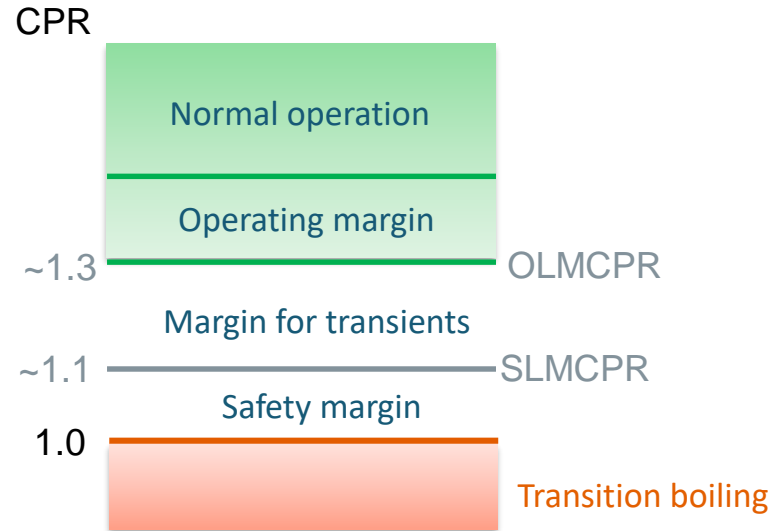 CPR
Normal operation
Operating margin
~1.3
OLMCPR
Margin for transients
~1.1
SLMCPR
Safety margin
1.0
Transition boiling